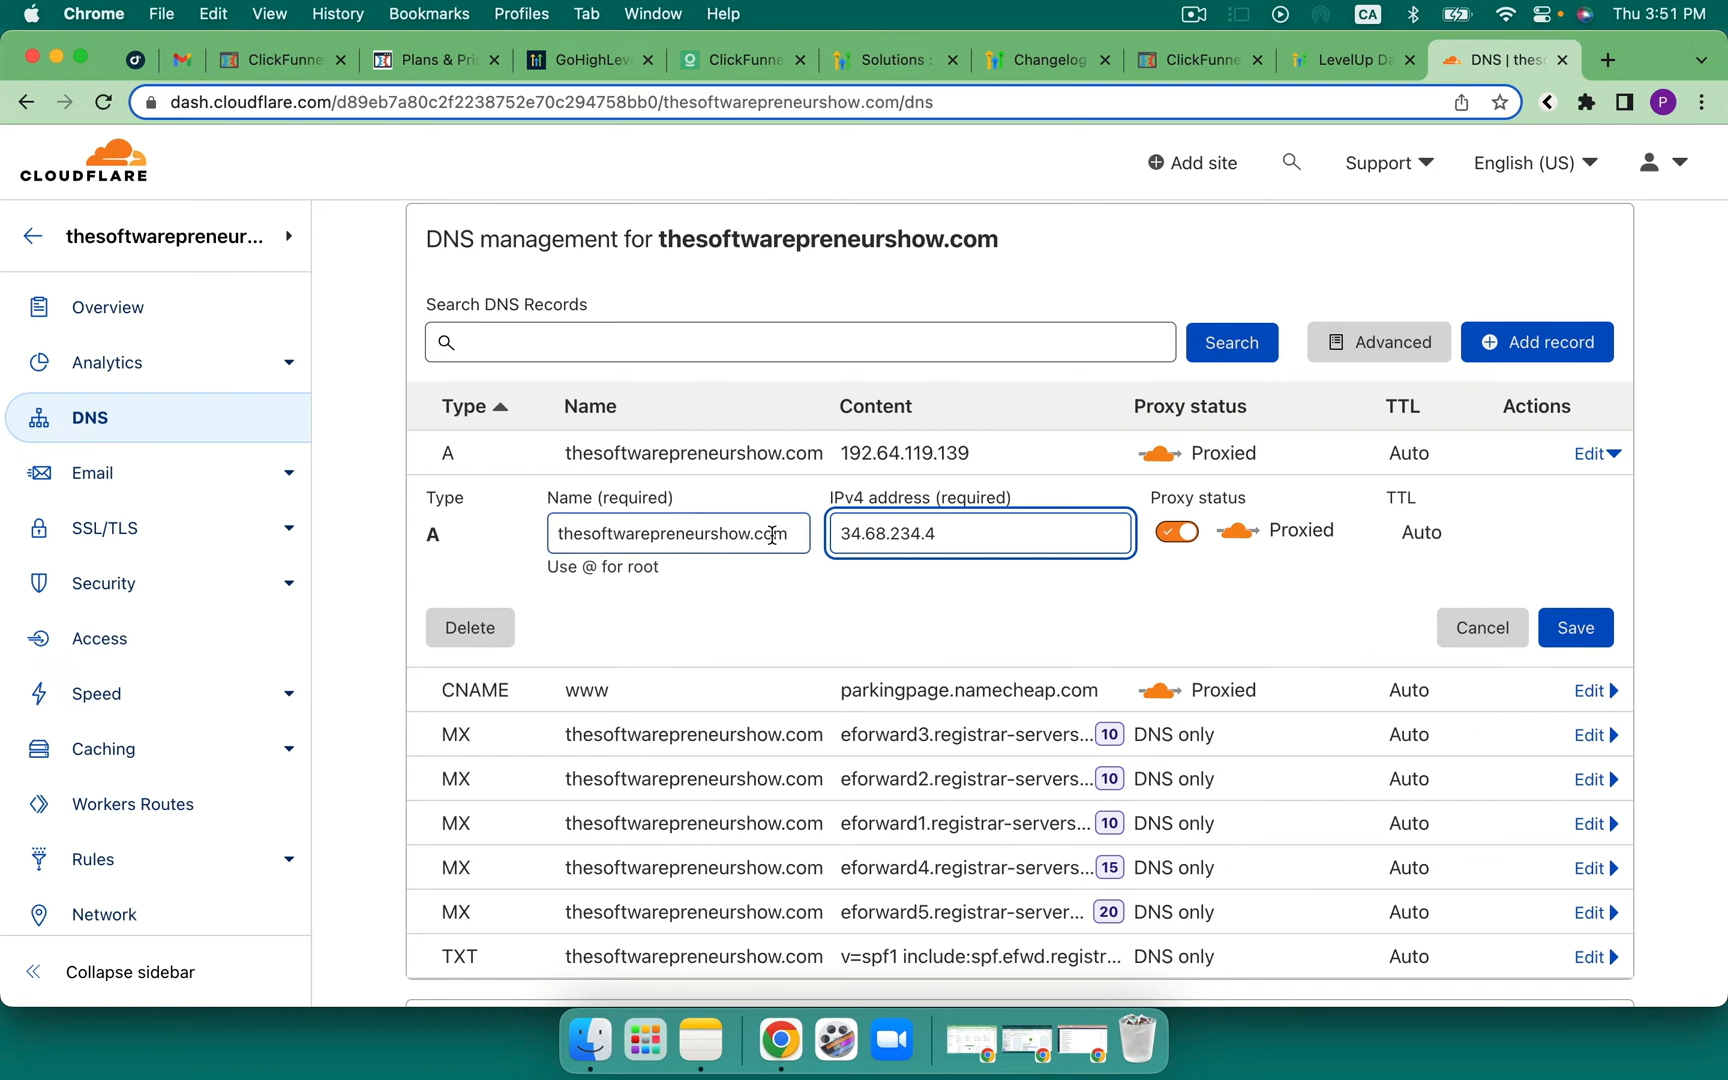 Chrome File Edit View History Bookmarks Profiles Tab Window Help CA Thu 3:51 PM
ClickFunne Plans & Pri GoHighLeve ClickFunne Solutions : Changelog ClickFunne LevelUp Da DNS | theso
dash.cloudflare.com/d89eb7a80c2f2238752e70c294758bb0/thesoftwarepreneurshow.com/dns P
CLOUDFLARE Add site Support English (US)
thesoftwarepreneur...
Overview
Analytics
DNS
Email
SSL/TLS
Security
Access
Speed
Caching
Workers Routes
Rules
Network
Collapse sidebar
DNS management for thesoftwarepreneurshow.com
Search DNS Records
Search Advanced Add record
Type Name Content Proxy status TTL Actions
A thesoftwarepreneurshow.com 192.64.119.139 Proxied Auto Edit
Type Name (required) IPv4 address (required) Proxy status TTL
A thesoftwarepreneurshow.com 34.68.234.4 Proxied Auto
Use @ for root
Delete Cancel Save
CNAME www parkingpage.namecheap.com Proxied Auto Edit
MX thesoftwarepreneurshow.com eforward3.registrar-servers... 10 DNS only Auto Edit
MX thesoftwarepreneurshow.com eforward2.registrar-servers... 10 DNS only Auto Edit
MX thesoftwarepreneurshow.com eforward1.registrar-servers... 10 DNS only Auto Edit
MX thesoftwarepreneurshow.com eforward4.registrar-servers... 15 DNS only Auto Edit
MX thesoftwarepreneurshow.com eforward5.registrar-server... 20 DNS only Auto Edit
TXT thesoftwarepreneurshow.com v=spf1 include:spf.efwd.registr... DNS only Auto Edit